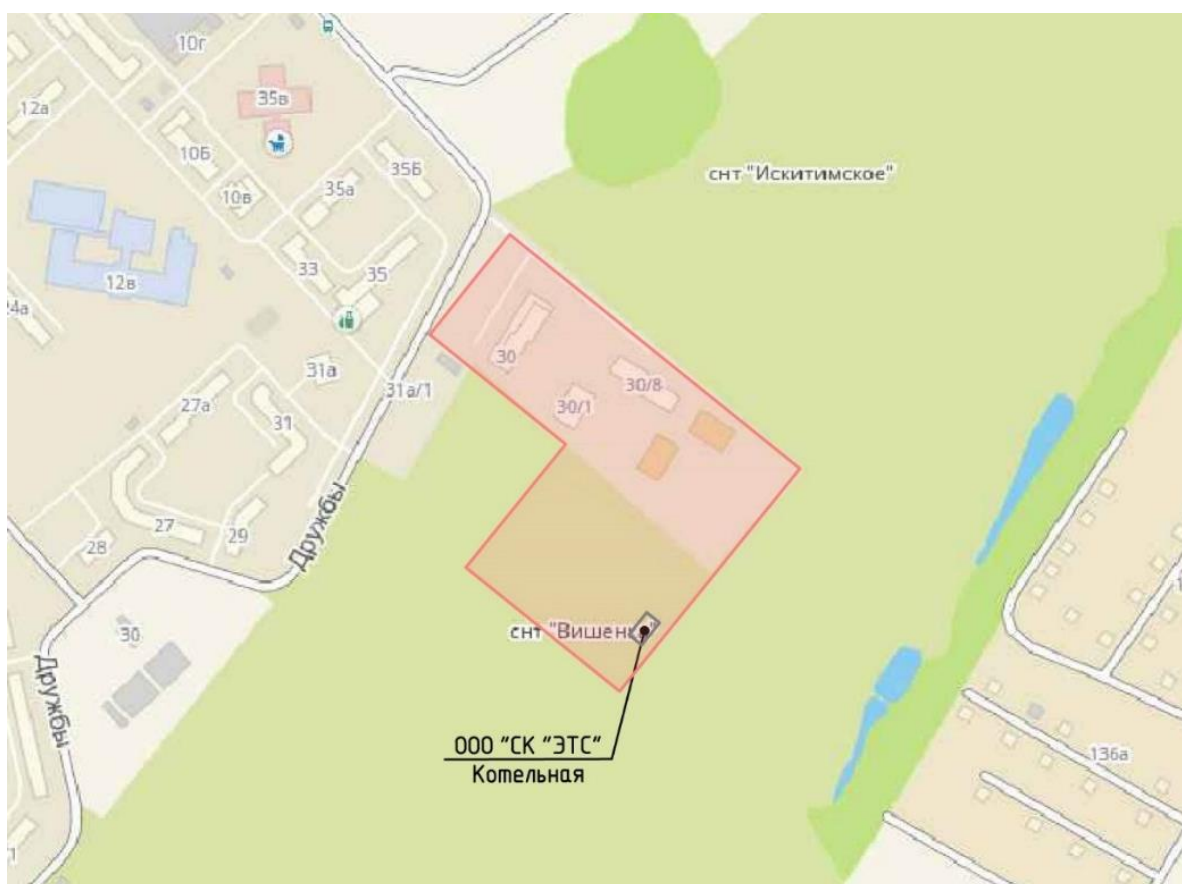 10г
35в
12а
10Б
35Б
35а
10в
снт "Искитимское"
33
35
12в
24а
30
31а
30/8
31а/1
30/1
27а
31
27
29
28
Дружбы
снт "Вишенка"
30
Дружбы
ООО "СК "ЭТС"
Котельная
136а